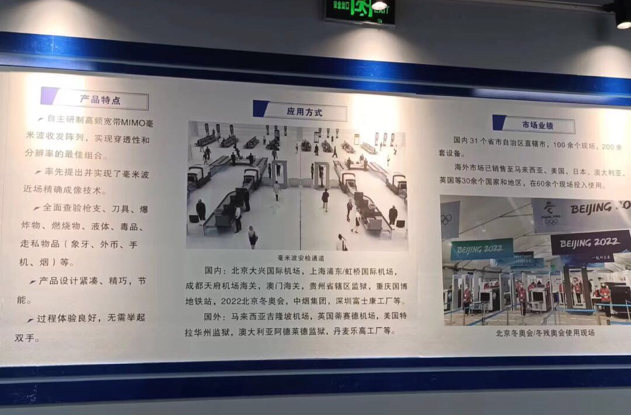 安全出口
产品特点
自主研制高频宽带MIMO毫
米波收发阵列，实现穿透性和
分辨率的最佳组合。
率先提出并实现了毫米波
近场精确成像技术。
全面查验枪支、刀具、爆
炸物、燃烧物、液体、毒品、
走私物品（象牙、外币、手
机、烟）等。
产品设计紧凑、精巧，节
能。
过程体验良好，无需举起
双手。
应用方式
毫米波安检通道
国内：北京大兴国际机场，上海浦东/虹桥国际机场，
成都天府机场海关，澳门海关，贵州省辖区监狱，重庆国博
地铁站，2022北京冬奥会，中烟集团，深圳富士康工厂等。
国外：马来西亚吉隆坡机场，英国蒂赛德机场，美国特
拉华州监狱，澳大利亚阿德莱德监狱，丹麦乐高工厂等。
市场业绩
国内31个省市自治区直辖市，100余个现场，200余
套设备。
海外市场已销售至马来西亚、美国、日本、澳大利亚、
英国等30余个国家和地区，在60余个现场投入使用。
BEIJING 2022
BEIJING 2022
北京冬奥会/冬残奥会使用现场